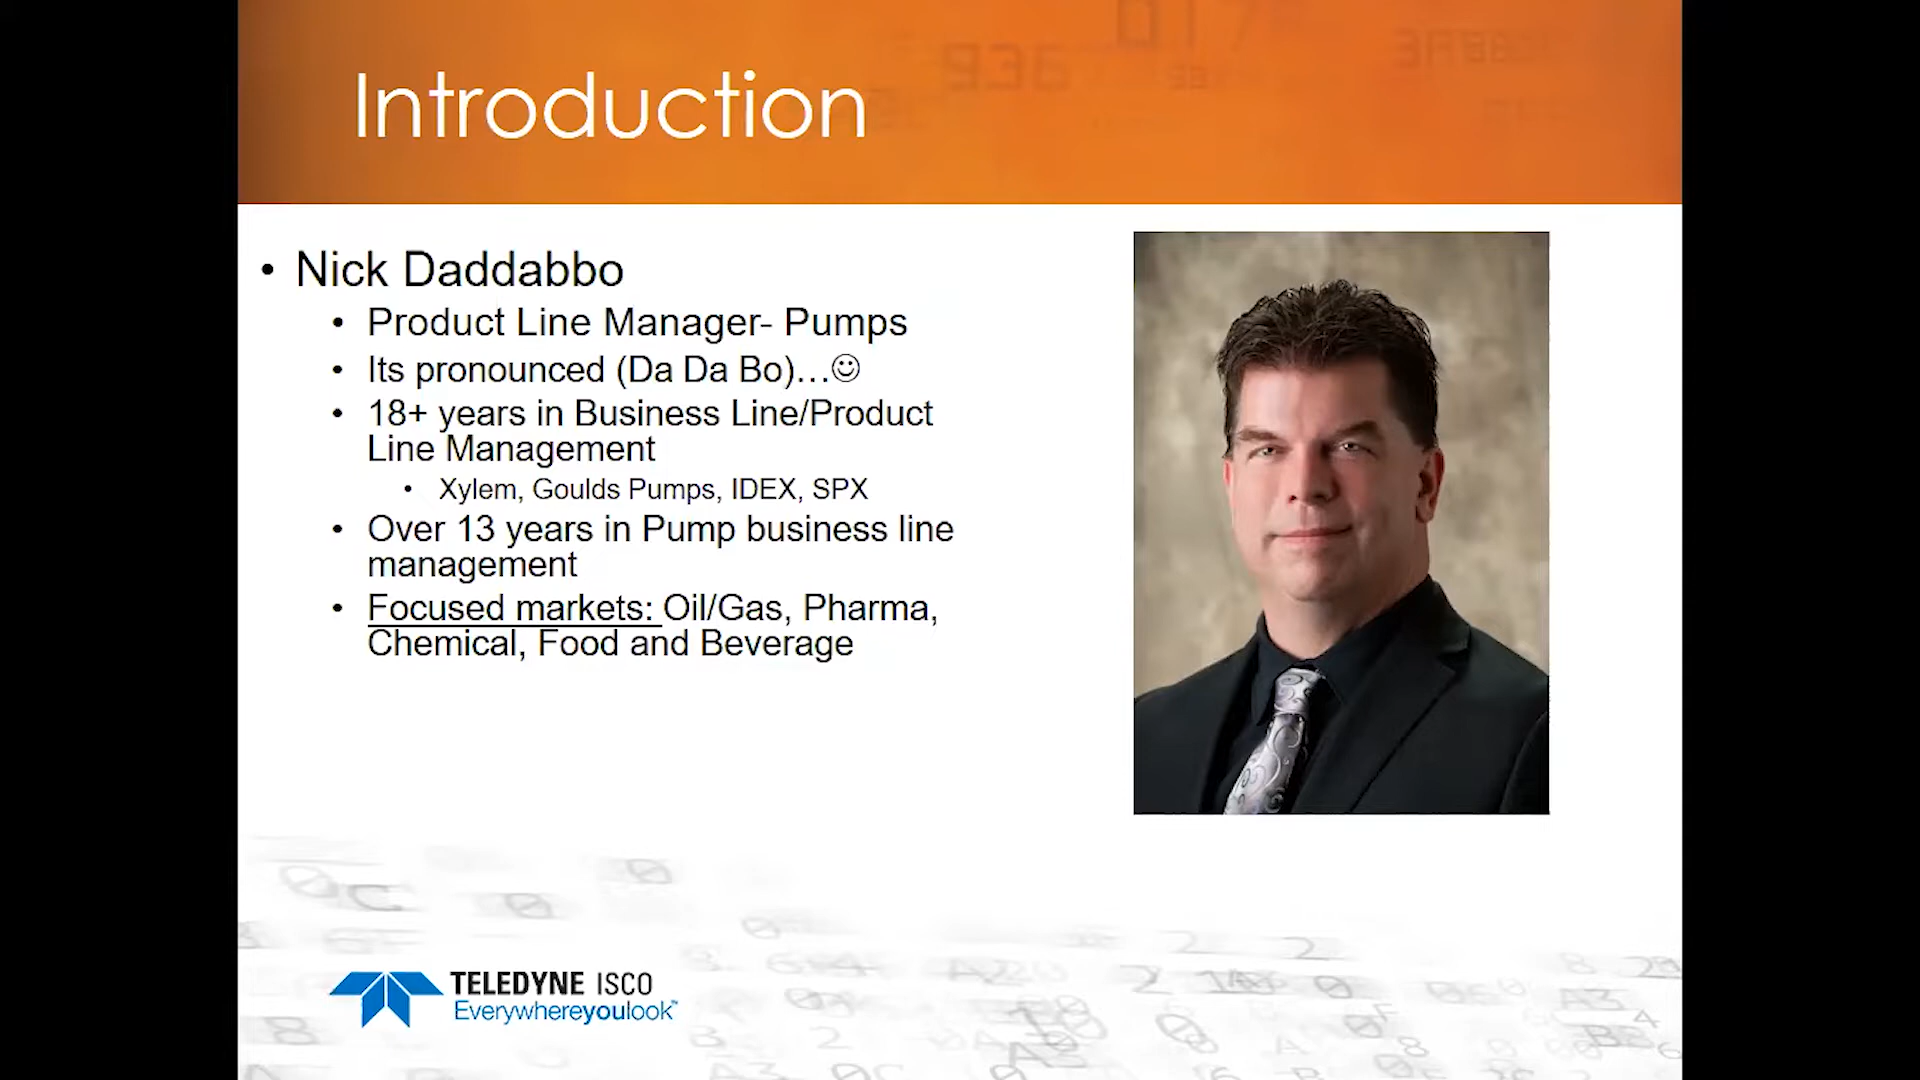 Introduction
• Nick Daddabbo
• Product Line Manager- Pumps
• Its pronounced (Da Da Bo)...☺
• 18+ years in Business Line/Product
Line Management
• Xylem, Goulds Pumps, IDEX, SPX
• Over 13 years in Pump business line
management
• Focused markets: Oil/Gas, Pharma,
Chemical, Food and Beverage
TELEDYNE ISCO
Everywhereyoulook™